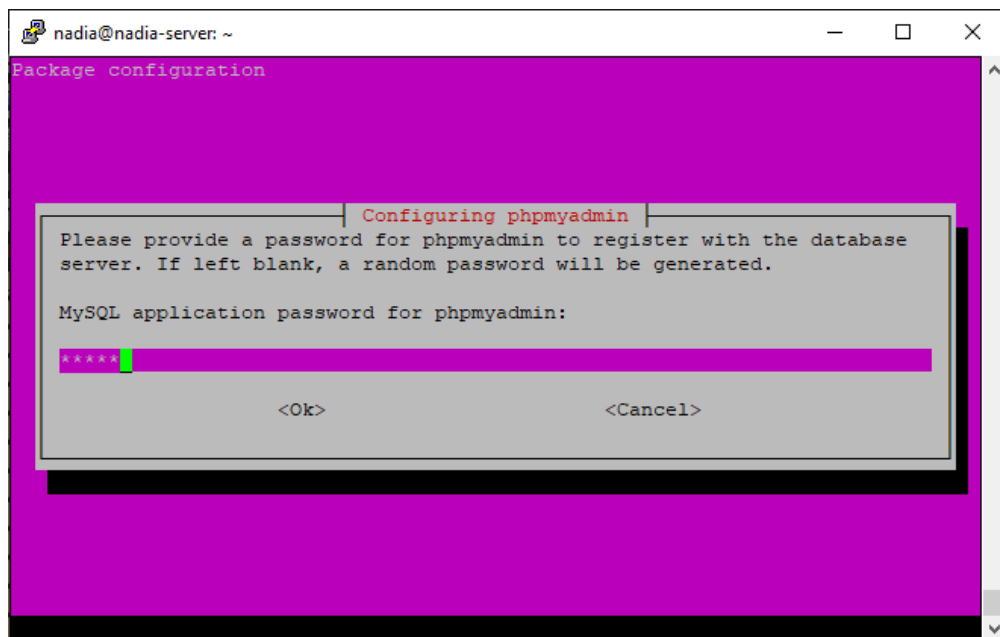 nadia@nadia-server: ~
Package configuration
Configuring phpmyadmin
Please provide a password for phpmyadmin to register with the database
server. If left blank, a random password will be generated.
MySQL application password for phpmyadmin:
*****
<Ok> <Cancel>